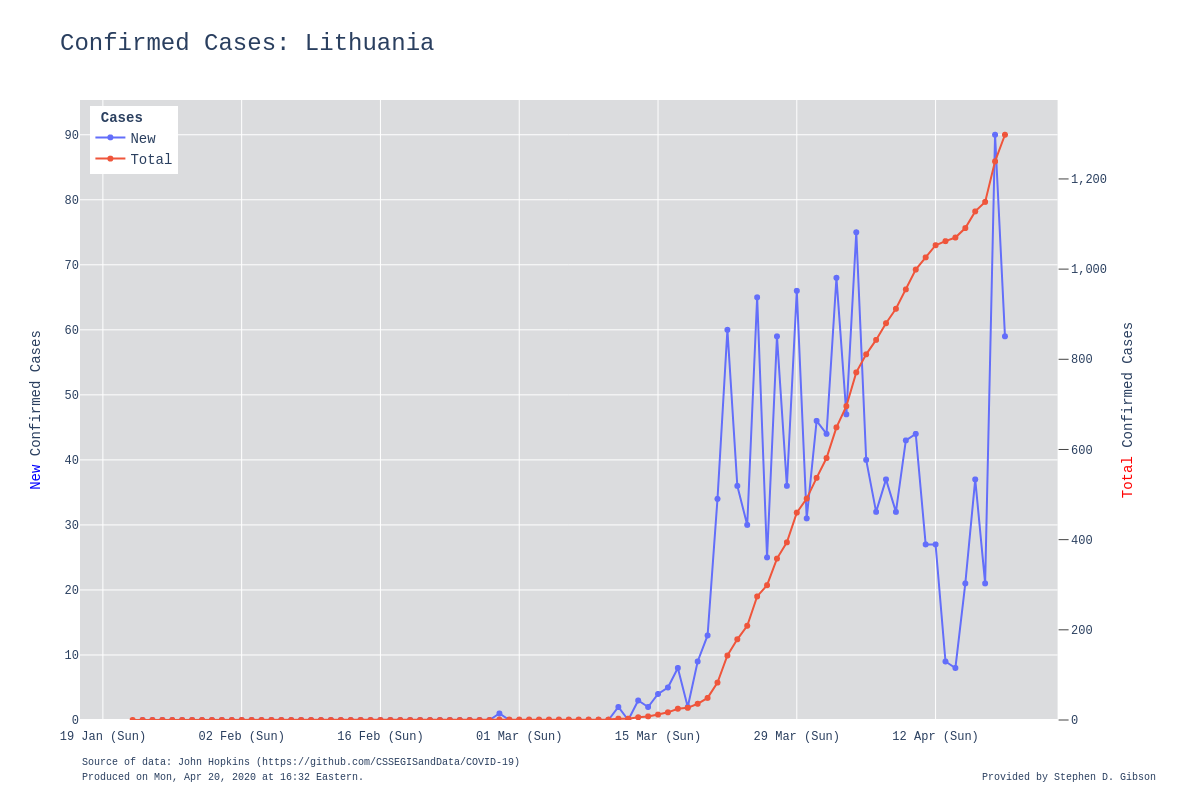 Confirmed Cases: Lithuania
Cases
New
Total
90
80
70
60
50
40
30
20
10
0
New Confirmed Cases
1,200
1,000
800
600
400
200
0
Total Confirmed Cases
19 Jan (Sun)
02 Feb (Sun)
16 Feb (Sun)
01 Mar (Sun)
15 Mar (Sun)
29 Mar (Sun)
12 Apr (Sun)
Source of data: John Hopkins (https://github.com/CSSEGISandData/COVID-19)
Produced on Mon, Apr 20, 2020 at 16:32 Eastern.
Provided by Stephen D. Gibson